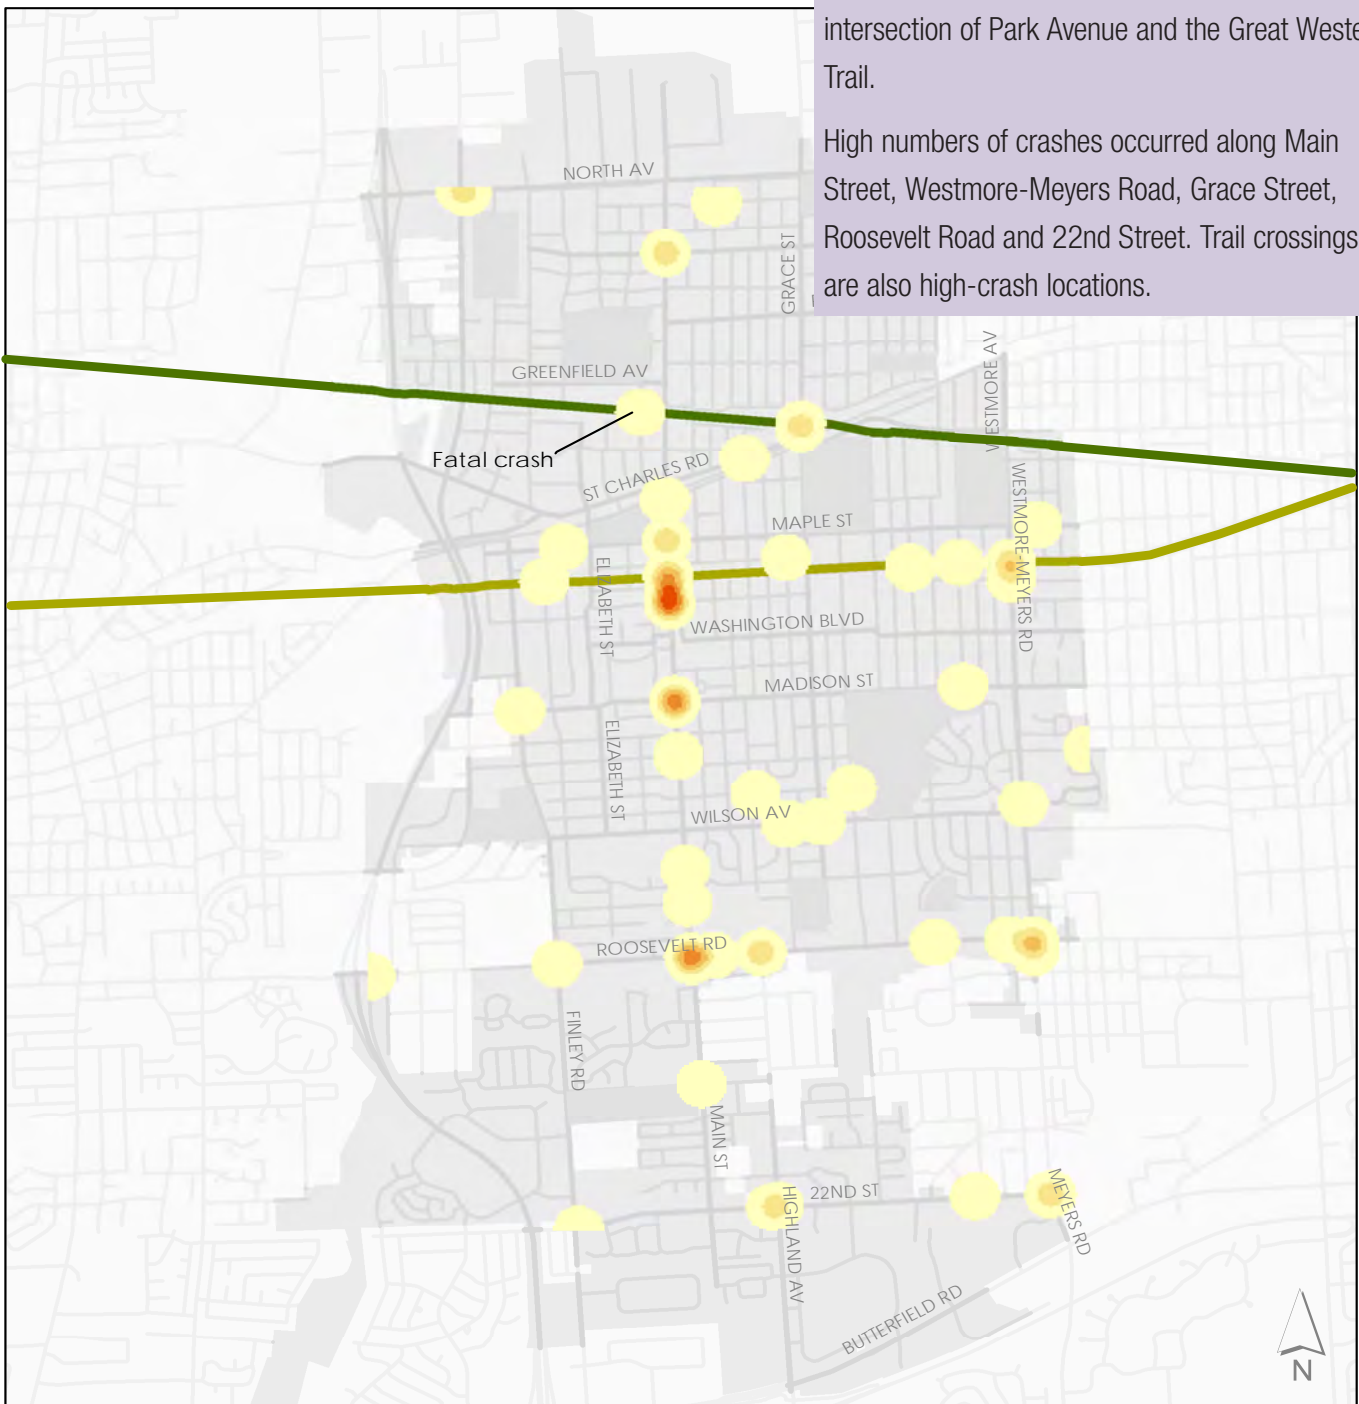 intersection of Park Avenue and the Great
Trail.
High numbers of crashes occurred along Main
Street, Westmore-Meyers Road, Grace Street,
Roosevelt Road and 22nd Street. Trail crossings
are also high-crash locations.
NORTH AV
GRACE ST
GREENFIELD AV
WESTMORE AV
Fatal crash
ST CHARLES RD
MAPLE ST
WESTMORE-MEYERS RD
ELIZABETH ST
WASHINGTON BLVD
MADISON ST
ELIZABETH ST
WILSON AV
ROOSEVELT RD
FINLEY RD
MAIN ST
22ND ST
HIGHLAND AV
MEYERS RD
BUTTERFIELD RD
N